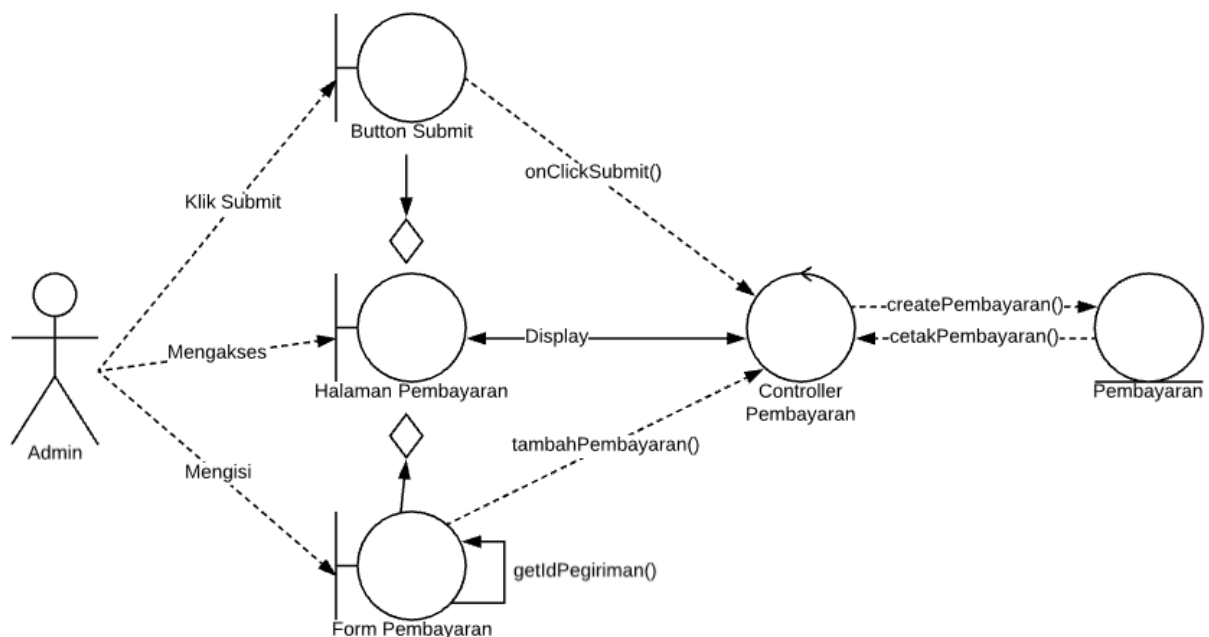 Button Submit
onClickSubmit()
Klik Submit
createPembayaran()
Mengakses
Display
cetakPembayaran()
Halaman Pembayaran
Controller
Pembayaran
Pembayaran
Admin
tambahPembayaran()
Mengisi
getIdPegiriman()
Form Pembayaran